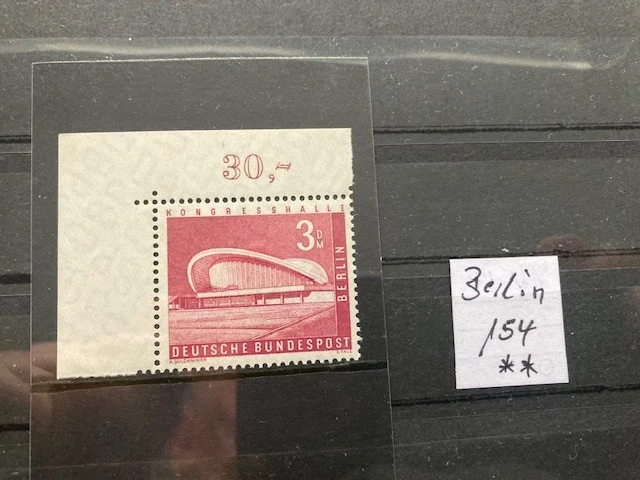 30,-
KONGRESSHALLE
3 DM
BERLIN
DEUTSCHE BUNDESPOST
Berlin
154
**